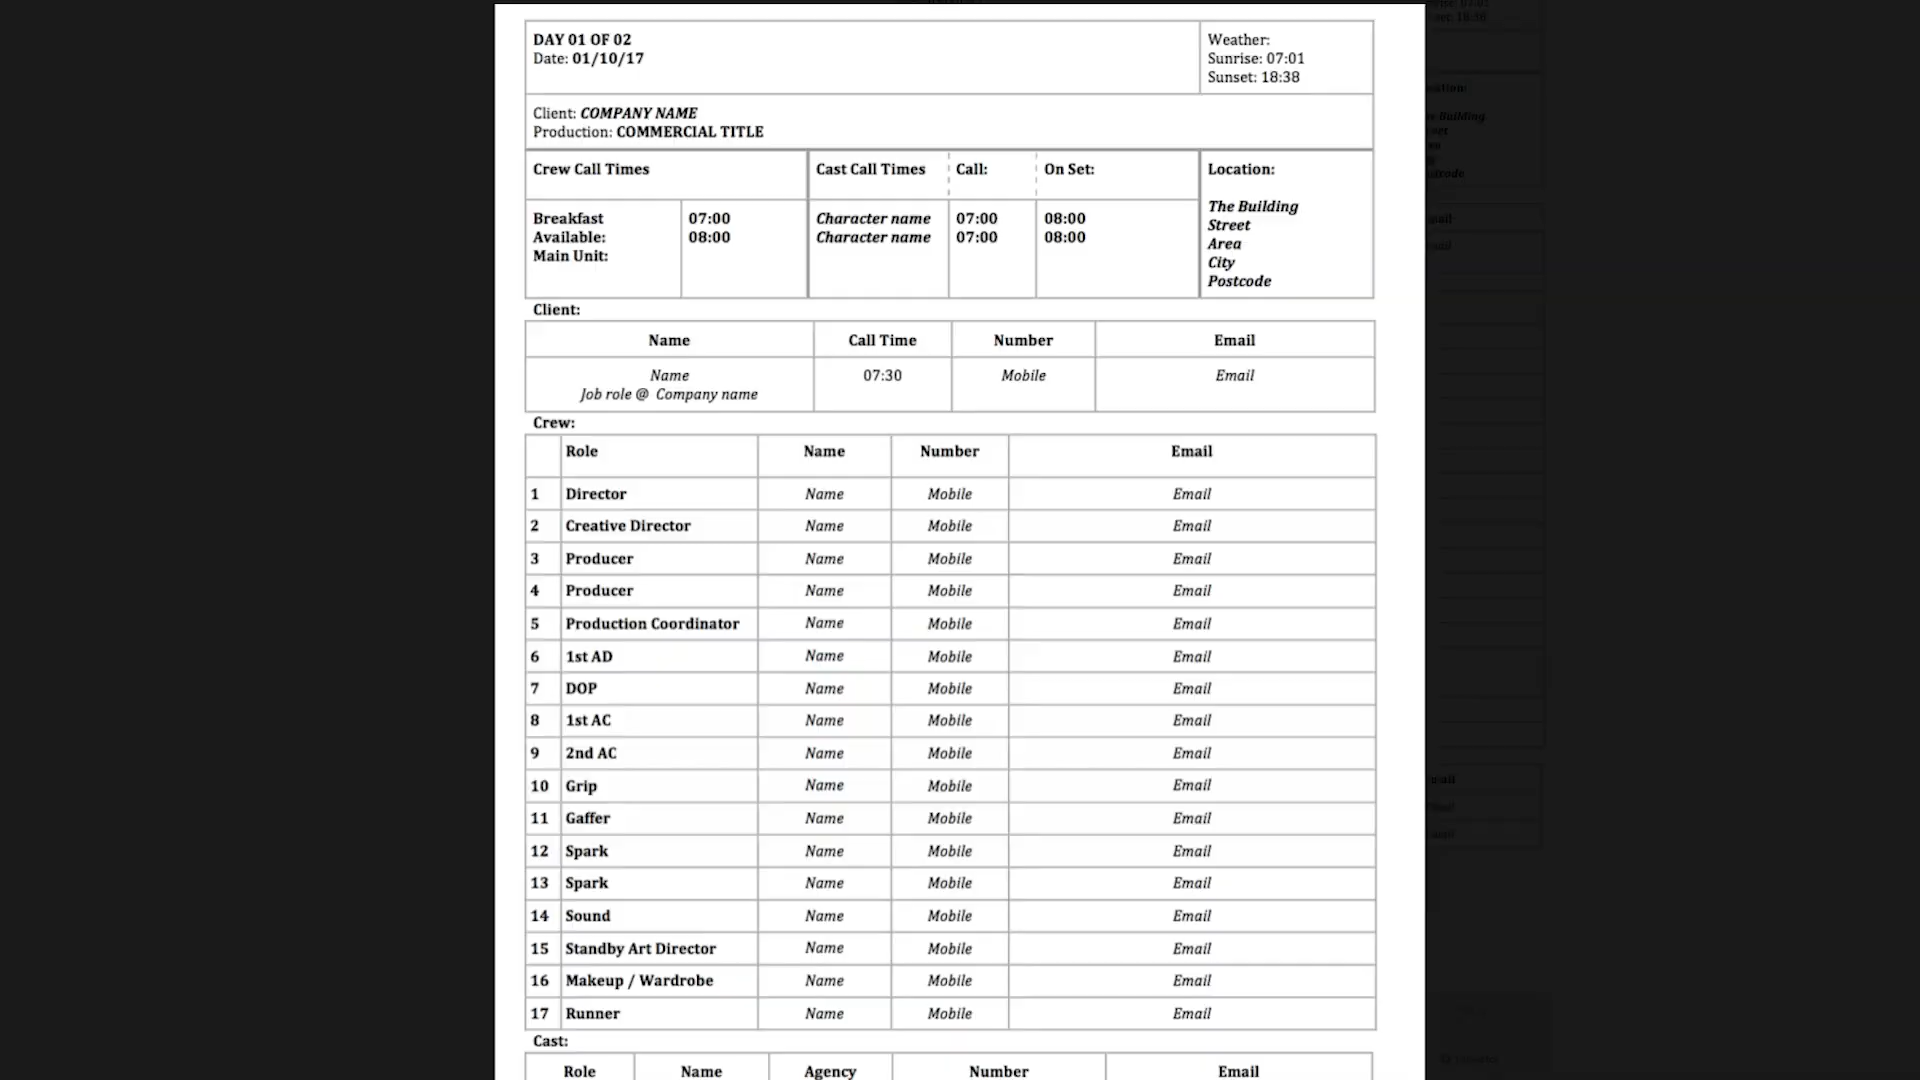 DAY 01 OF 02
Date: 01/10/17
Weather:
Sunrise: 07:01
Sunset: 18:38
Client: COMPANY NAME
Production: COMMERCIAL TITLE
Crew Call Times
Cast Call Times Call: On Set:
Location:
Breakfast 07:00
Available: 08:00
Main Unit:
Character name 07:00 08:00
Character name 07:00 08:00
The Building
Street
Area
City
Postcode
Client:
Name Call Time Number Email
Name 07:30 Mobile Email
Job role @ Company name
Crew:
Role Name Number Email
1 Director Name Mobile Email
2 Creative Director Name Mobile Email
3 Producer Name Mobile Email
4 Producer Name Mobile Email
5 Production Coordinator Name Mobile Email
6 1st AD Name Mobile Email
7 DOP Name Mobile Email
8 1st AC Name Mobile Email
9 2nd AC Name Mobile Email
10 Grip Name Mobile Email
11 Gaffer Name Mobile Email
12 Spark Name Mobile Email
13 Spark Name Mobile Email
14 Sound Name Mobile Email
15 Standby Art Director Name Mobile Email
16 Makeup / Wardrobe Name Mobile Email
17 Runner Name Mobile Email
Cast:
Role Name Agency Number Email